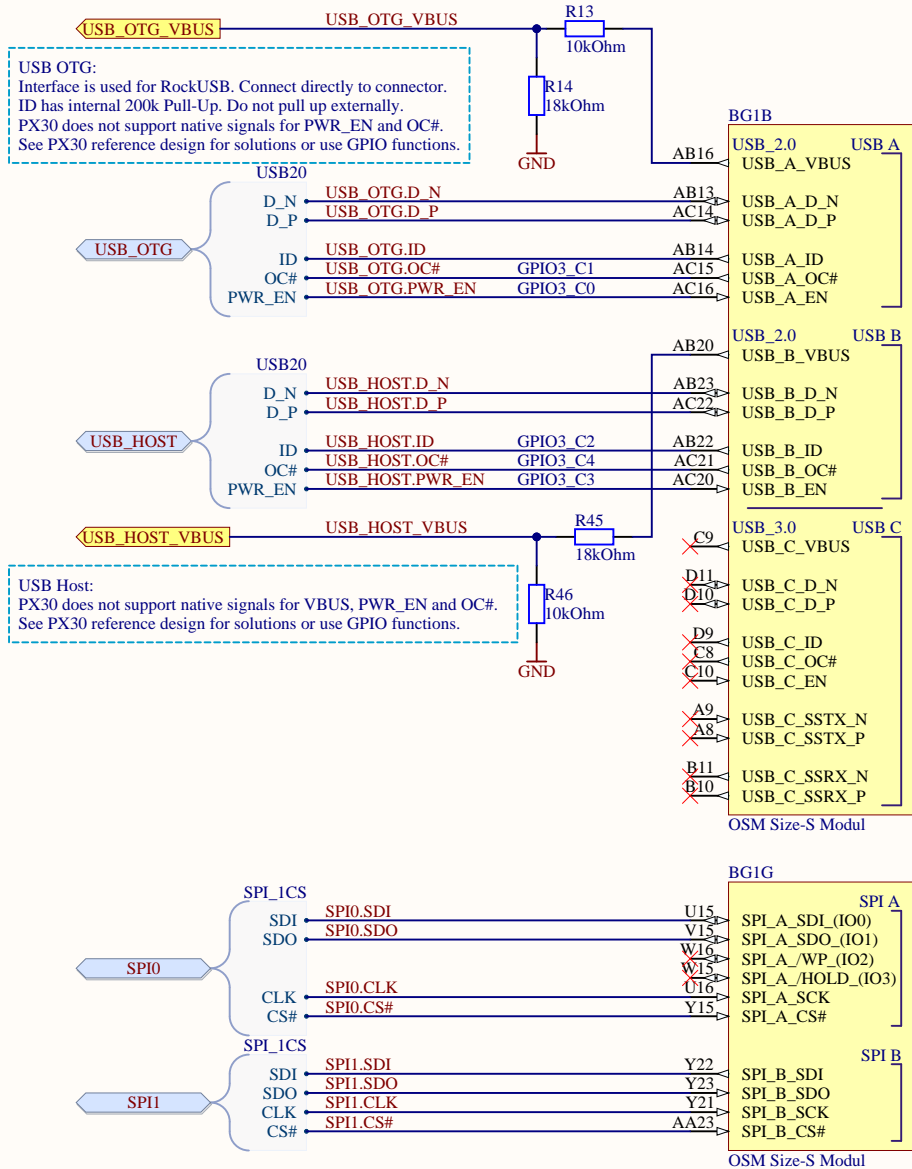 USB_OTG_VBUS
USB_OTG_VBUS
R13
10kOhm
R14
18kOhm
GND
USB OTG:
Interface is used for RockUSB. Connect directly to connector.
ID has internal 200k Pull-Up. Do not pull up externally.
PX30 does not support native signals for PWR_EN and OC#.
See PX30 reference design for solutions or use GPIO functions.
BG1B
USB_2.0 USB A
AB16 USB_A_VBUS
USB20
USB_OTG
D_N USB_OTG.D_N AB13 USB_A_D_N
D_P USB_OTG.D_P AC14 USB_A_D_P
ID USB_OTG.ID AB14 USB_A_ID
OC# USB_OTG.OC# GPIO3_C1 AC15 USB_A_OC#
PWR_EN USB_OTG.PWR_EN GPIO3_C0 AC16 USB_A_EN
USB_2.0 USB B
AB20 USB_B_VBUS
USB20
USB_HOST
D_N USB_HOST.D_N AB23 USB_B_D_N
D_P USB_HOST.D_P AC22 USB_B_D_P
ID USB_HOST.ID GPIO3_C2 AB22 USB_B_ID
OC# USB_HOST.OC# GPIO3_C4 AC21 USB_B_OC#
PWR_EN USB_HOST.PWR_EN GPIO3_C3 AC20 USB_B_EN
USB_HOST_VBUS
USB_HOST_VBUS
R45
18kOhm
R46
10kOhm
GND
USB Host:
PX30 does not support native signals for VBUS, PWR_EN and OC#.
See PX30 reference design for solutions or use GPIO functions.
USB_3.0 USB C
C9 USB_C_VBUS
D11 USB_C_D_N
D10 USB_C_D_P
D9 USB_C_ID
C8 USB_C_OC#
C10 USB_C_EN
A9 USB_C_SSTX_N
A8 USB_C_SSTX_P
B11 USB_C_SSRX_N
B10 USB_C_SSRX_P
OSM Size-S Modul
BG1G
SPI_1CS
SPI A
SPI0
SDI SPI0.SDI U15 SPI_A_SDI_(IO0)
SDO SPI0.SDO V15 SPI_A_SDO_(IO1)
W16 SPI_A_/WP_(IO2)
W15 SPI_A_/HOLD_(IO3)
CLK SPI0.CLK U16 SPI_A_SCK
CS# SPI0.CS# Y15 SPI_A_CS#
SPI_1CS
SPI B
SPI1
SDI SPI1.SDI Y22 SPI_B_SDI
SDO SPI1.SDO Y23 SPI_B_SDO
CLK SPI1.CLK Y21 SPI_B_SCK
CS# SPI1.CS# AA23 SPI_B_CS#
OSM Size-S Modul